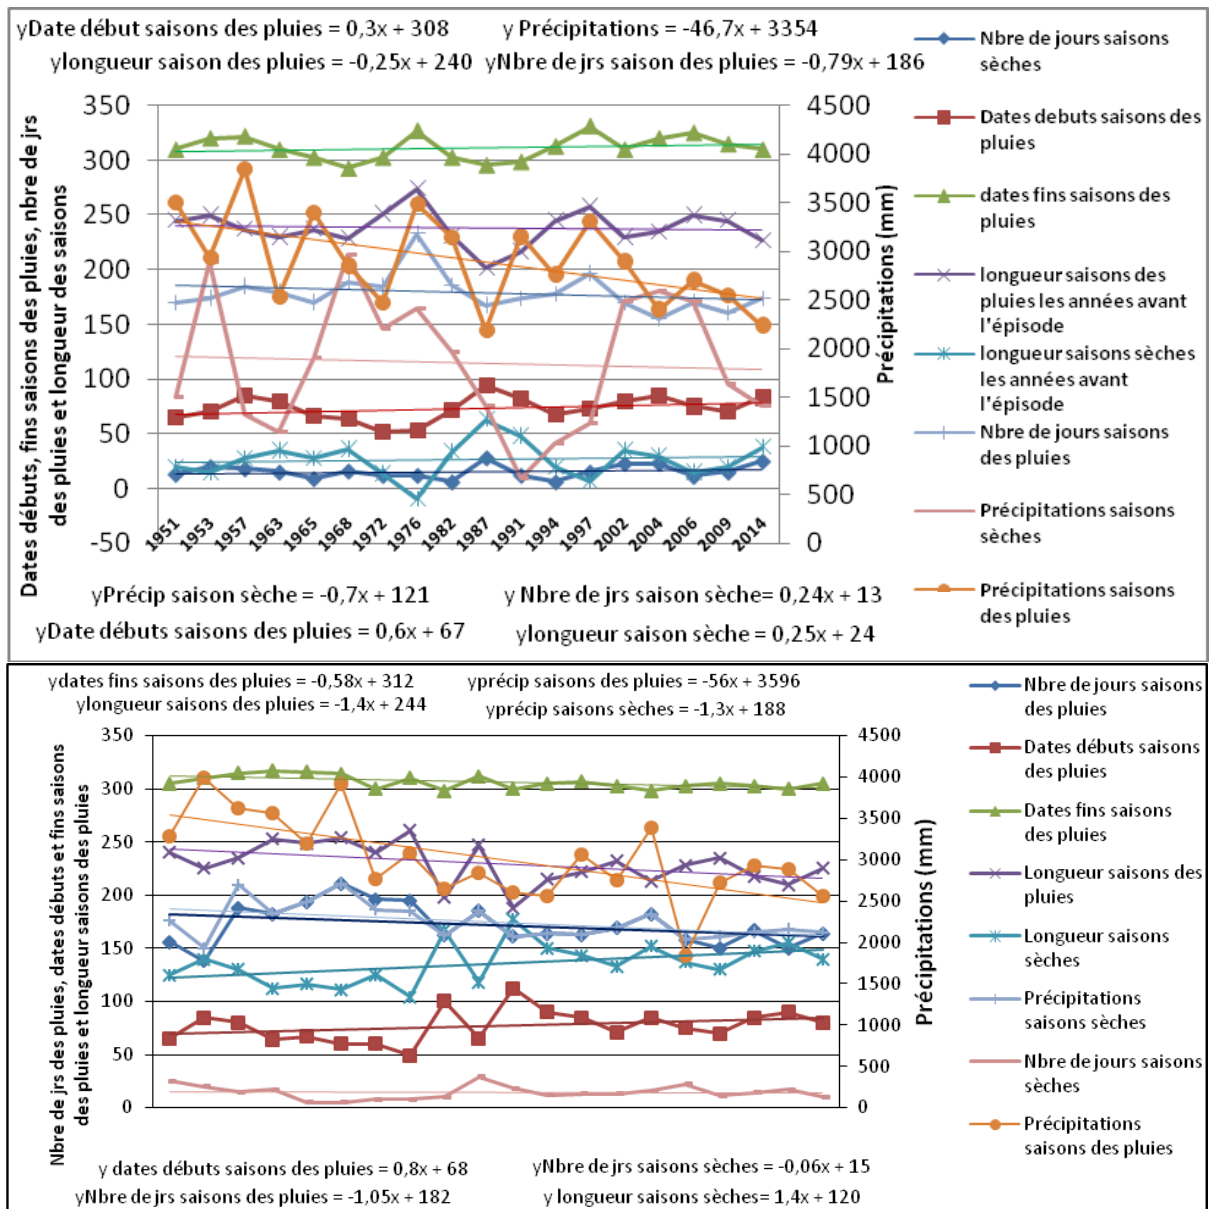 yDate début saisons des pluies = 0,3x + 308
y Précipitations = -46,7x + 3354
ylongueur saison des pluies = -0,25x + 240
yNbre de jrs saison des pluies = -0,79x + 186
Dates débuts, fins saisons des pluies, nbre de jrs
des pluies et longueur des saisons
350
300
250
200
150
100
50
0
-50
4500
4000
3500
3000
2500
2000
1500
1000
500
0
Précipitations (mm)
1951
1953
1957
1963
1965
1968
1972
1976
1982
1987
1991
1994
1997
2002
2004
2006
2009
2014
Nbre de jours saisons
sèches
Dates debuts saisons des
pluies
dates fins saisons des
pluies
longueur saisons des
pluies les années avant
l'épisode
longueur saisons sèches
les années avant
l'épisode
Nbre de jours saisons
des pluies
Précipitations saisons
sèches
Précipitations saisons
des pluies
yPrécip saison sèche = -0,7x + 121
y Nbre de jrs saison sèche= 0,24x + 13
yDate débuts saisons des pluies = 0,6x + 67
ylongueur saison sèche = 0,25x + 24
ydates fins saisons des pluies = -0,58x + 312
yprécip saisons des pluies = -56x + 3596
ylongueur saisons des pluies = -1,4x + 244
yprécip saisons sèches = -1,3x + 188
Nbre de jrs des pluies, dates débuts et fins saisons
des pluies et longueur saisons des pluies
350
300
250
200
150
100
50
0
4500
4000
3500
3000
2500
2000
1500
1000
500
0
Précipitations (mm)
Nbre de jours saisons
des pluies
Dates débuts saisons
des pluies
Dates fins saisons
des pluies
Longueur saisons des
pluies
Longueur saisons
sèches
Précipitations
saisons sèches
Nbre de jours saisons
sèches
Précipitations
saisons des pluies
y dates débuts saisons des pluies = 0,8x + 68
yNbre de jrs saisons sèches = -0,06x + 15
yNbre de jrs saisons des pluies = -1,05x + 182
y longueur saisons sèches= 1,4x + 120